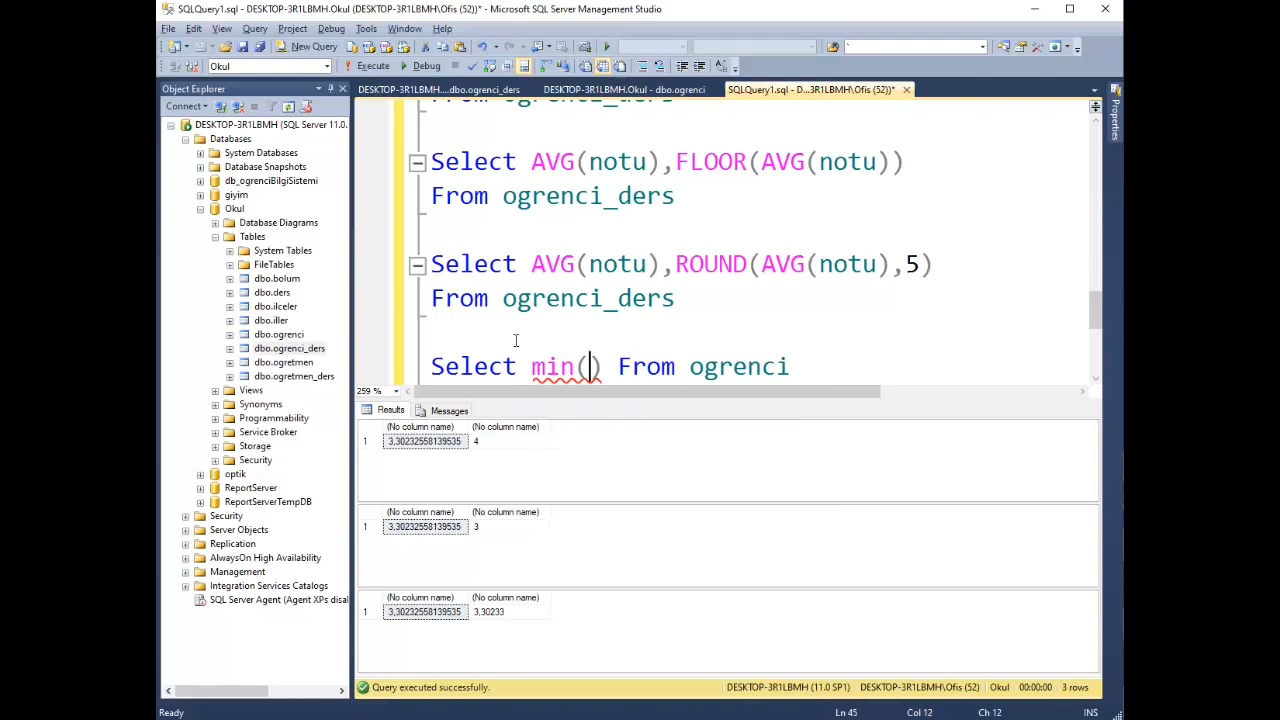 SQLQuery1.sql - DESKTOP-3R1LBMH.Okul (DESKTOP-3R1LBMH\Ofis (52))* - Microsoft SQL Server Management Studio
File Edit View Query Project Debug Tools Window Help
New Query
Okul Execute Debug
Object Explorer
DESKTOP-3R1LBMH....dbo.ogrenci_ders DESKTOP-3R1LBMH.Okul - dbo.ogrenci SQLQuery1.sql - D...3R1LBMH\Ofis (52))*
Properties
Connect
DESKTOP-3R1LBMH (SQL Server 11.0.
Databases
System Databases
Database Snapshots
db_ogrenciBilgiSistemi
giyim
Okul
Database Diagrams
Tables
System Tables
FileTables
dbo.bolum
dbo.ders
dbo.ilceler
dbo.iller
dbo.ogrenci
dbo.ogrenci_ders
dbo.ogretmen
dbo.ogretmen_ders
Views
Synonyms
Programmability
Service Broker
Storage
Security
optik
ReportServer
ReportServerTempDB
Security
Server Objects
Replication
AlwaysOn High Availability
Management
Integration Services Catalogs
SQL Server Agent (Agent XPs disal
From ogrenci_ders
Select AVG(notu),FLOOR(AVG(notu))
From ogrenci_ders
Select AVG(notu),ROUND(AVG(notu),5)
From ogrenci_ders
Select min() From ogrenci
259 %
Results Messages
(No column name) (No column name)
1 3,30232558139535 4
(No column name) (No column name)
1 3,30232558139535 3
(No column name) (No column name)
1 3,30232558139535 3,30233
Query executed successfully. DESKTOP-3R1LBMH (11.0 SP1) DESKTOP-3R1LBMH\Ofis (52) Okul 00:00:00 3 rows
Ready Ln 45 Col 12 Ch 12 INS